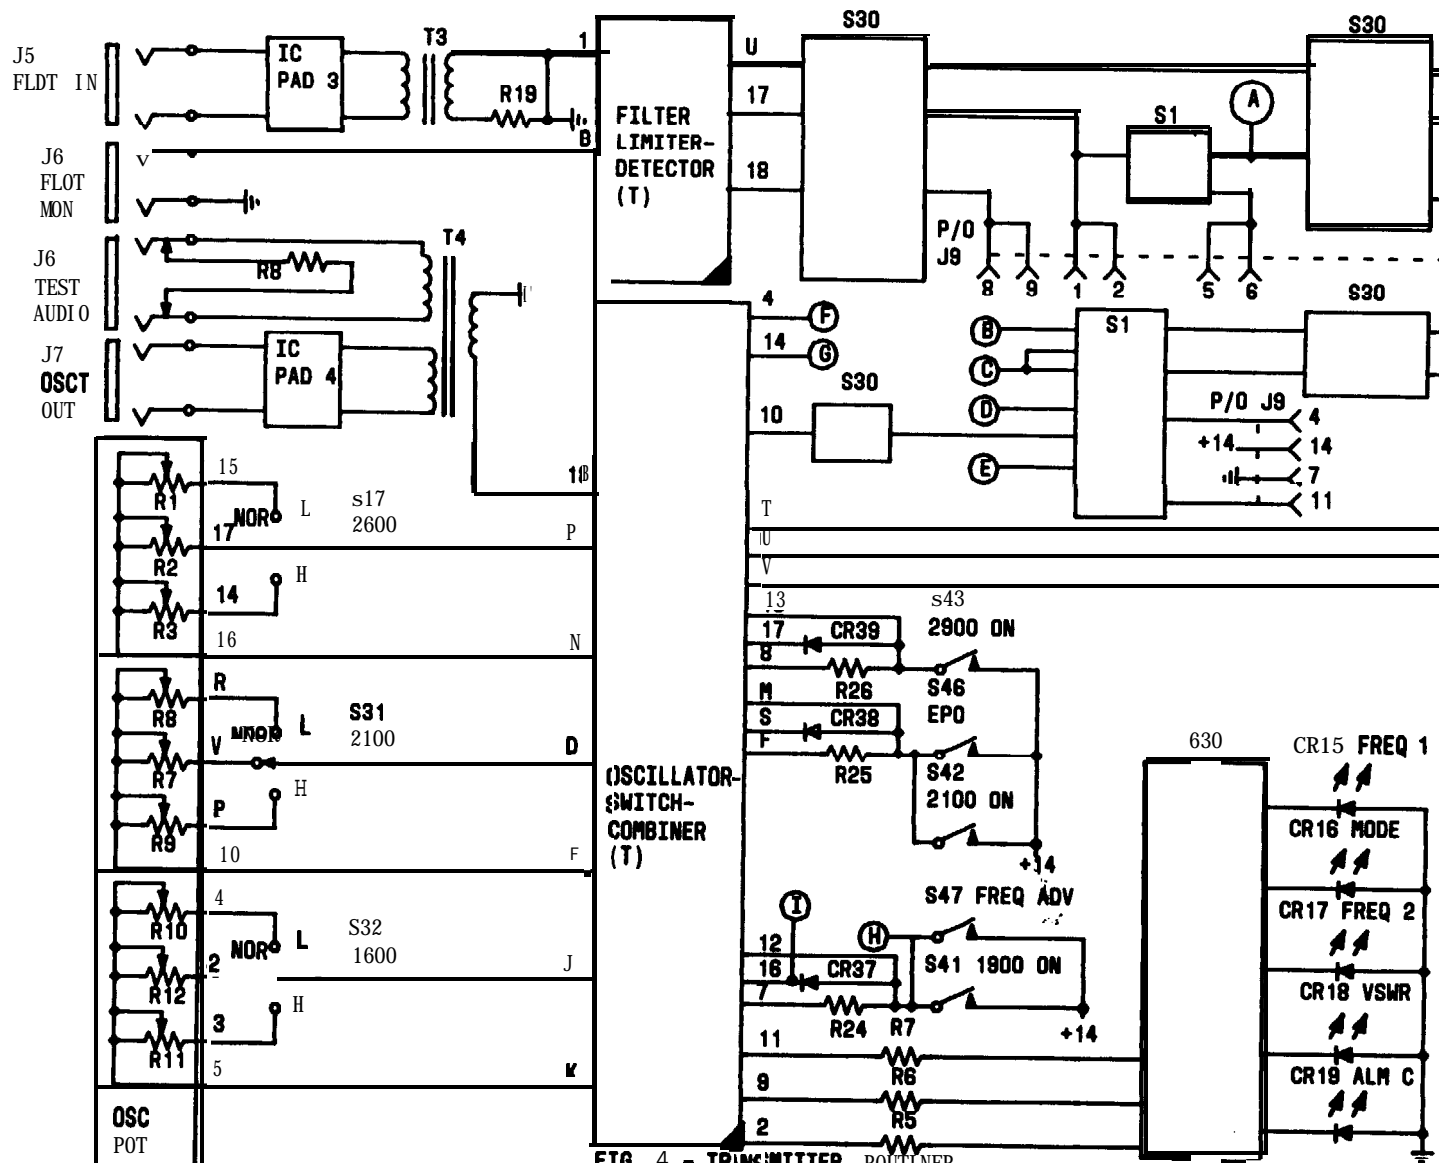 J5
FLDT IN
IC
PAD 3
T3
R19
1
B
FILTER
LIMITER-
DETECTOR
(T)
U
17
18
S30
S1
A
S30
J6
FLOT
MON
J6
TEST
AUDIO
R8
T4
P/O
J9
8 9 1 2 5 6
J7
OSCT
OUT
IC
PAD 4
4
F
14
G
10
S30
B
C
D
E
S1
S30
P/O J9
4
+14
14
7
11
R1
R2
R3
15
NOR
L
17
H
14
16
s17
2600
P
N
T
U
V
R8
R7
R9
R
L
V
H
P
10
S31
2100
D
F
OSCILLATOR-
SWITCH-
COMBINER
(T)
13
17
8
CR39
R26
s43
2900 ON
S46
EPO
M
S
F
CR38
R25
S42
2100 ON
+14
R10
R12
R11
4
NOR
L
2
H
3
5
S32
1600
J
K
I
H
S47 FREQ ADV
12
16
7
CR37
R24
S41 1900 ON
R7
+14
11
R6
9
R5
2
630
CR15 FREQ 1
CR16 MODE
CR17 FREQ 2
CR18 VSWR
CR19 ALM C
OSC
POT
FIG. 4 - TRANSMITTER ROUTINER